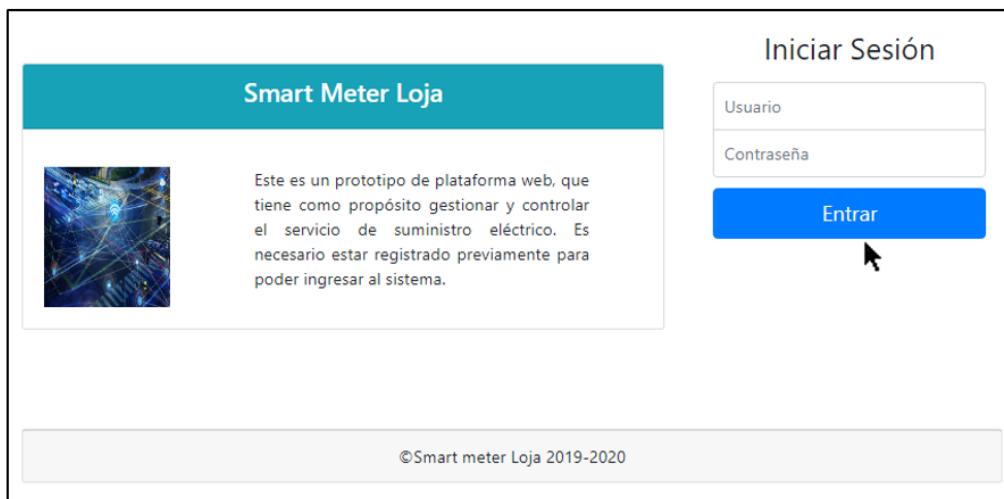 Smart Meter Loja
Este es un prototipo de plataforma web, que
tiene como propósito gestionar y controlar
el servicio de suministro eléctrico. Es
necesario estar registrado previamente para
poder ingresar al sistema.
Iniciar Sesión
Usuario
Contraseña
Entrar
©Smart meter Loja 2019-2020